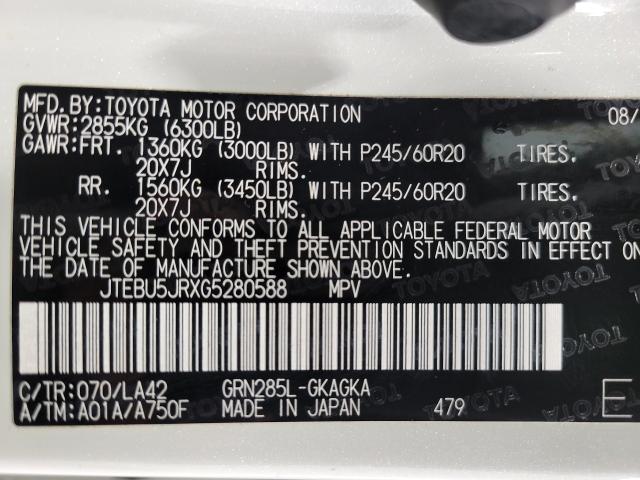 MFD.BY:TOYOTA MOTOR CORPORATION 08/
GVWR:2855KG (6300LB)
GAWR:FRT. 1360KG (3000LB) WITH P245/60R20 TIRES.
20X7J RIMS.
RR. 1560KG (3450LB) WITH P245/60R20 TIRES.
20X7J RIMS.
THIS VEHICLE CONFORMS TO ALL APPLICABLE FEDERAL MOTOR
VEHICLE SAFETY AND THEFT PREVENTION STANDARDS IN EFFECT ON
THE DATE OF MANUFACTURE SHOWN ABOVE.
JTEBU5JRXG5280588 MPV
C/TR:070/LA42 GRN285L-GKAGKA
A/TM:A01A/A750F MADE IN JAPAN 479 E